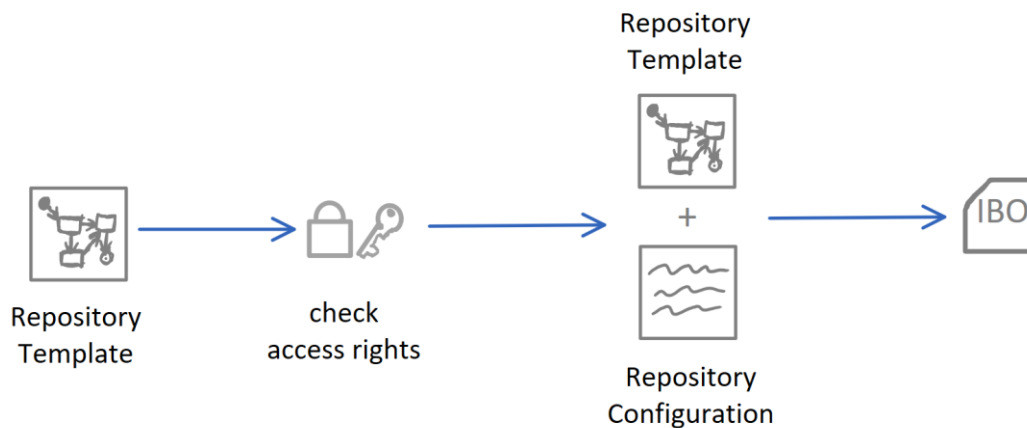 Repository
Template
check
access rights
Repository
Template
+
Repository
Configuration
IBO